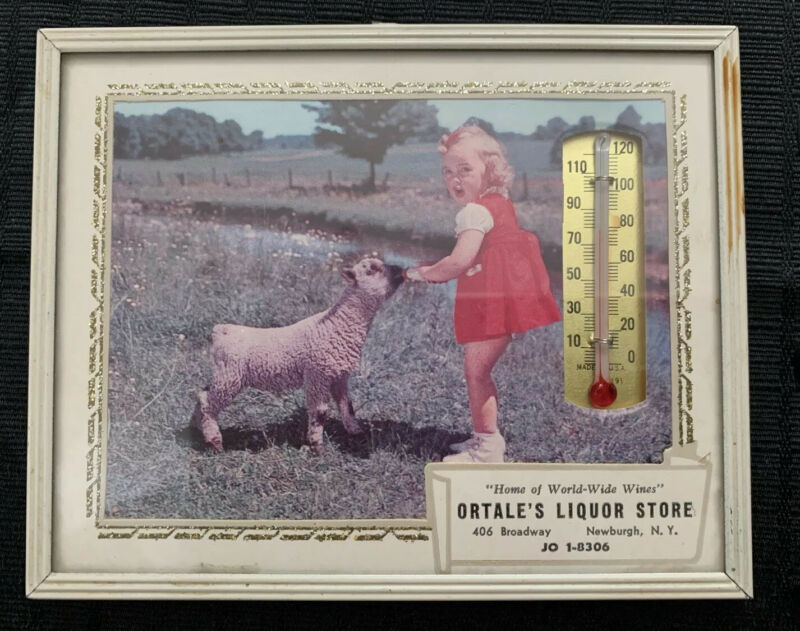 120
110
100
90
80
70
60
50
40
30
20
10
0
MADE U.S.A.
91
"Home of World-Wide Wines"
ORTALE'S LIQUOR STORE
406 Broadway Newburgh, N. Y.
JO 1-8306